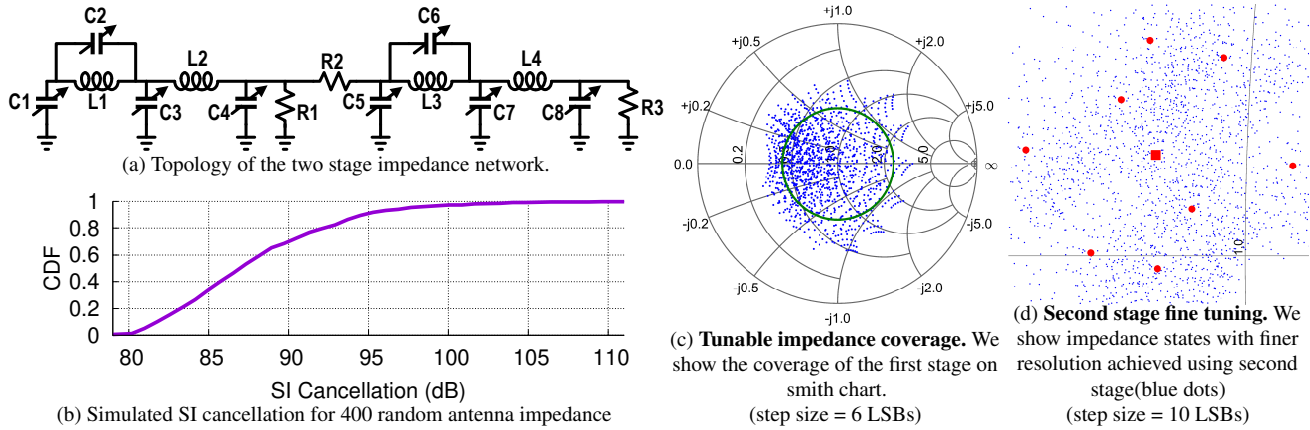 C2
C6
L2
R2
L4
C1
L1
C3
C4
R1
C5
L3
C7
C8
R3
(a) Topology of the two stage impedance network.
1
0.8
0.6
0.4
0.2
0
CDF
80 85 90 95 100 105 110
SI Cancellation (dB)
(b) Simulated SI cancellation for 400 random antenna impedance
+j1.0
+j0.5
+j2.0
+j0.2
+j5.0
0.0
0.2
1.0
2.0
5.0
∞
-j0.2
-j5.0
-j0.5
-j2.0
-j1.0
(c) Tunable impedance coverage. We
show the coverage of the first stage on
smith chart.
(step size = 6 LSBs)
1.0
(d) Second stage fine tuning. We
show impedance states with finer
resolution achieved using second
stage(blue dots)
(step size = 10 LSBs)